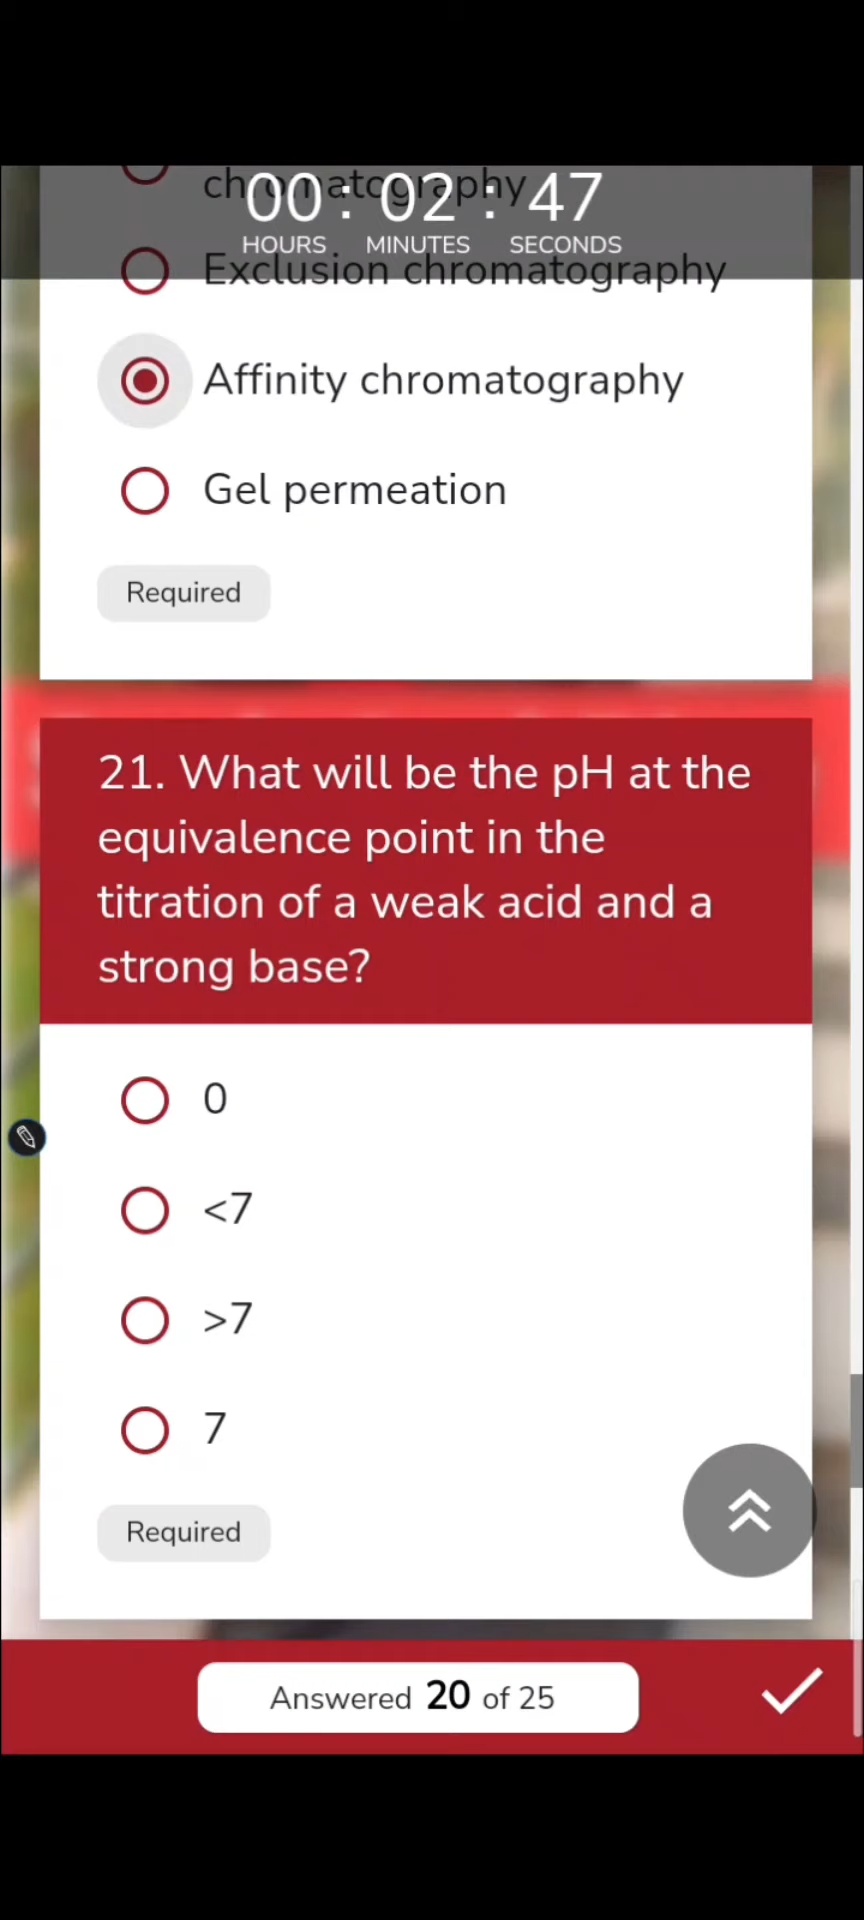 chromatography
00 : 02 : 47
HOURS MINUTES SECONDS
Exclusion chromatography
Affinity chromatography
Gel permeation
Required
21. What will be the pH at the
equivalence point in the
titration of a weak acid and a
strong base?
0
<7
>7
7
Required
Answered 20 of 25